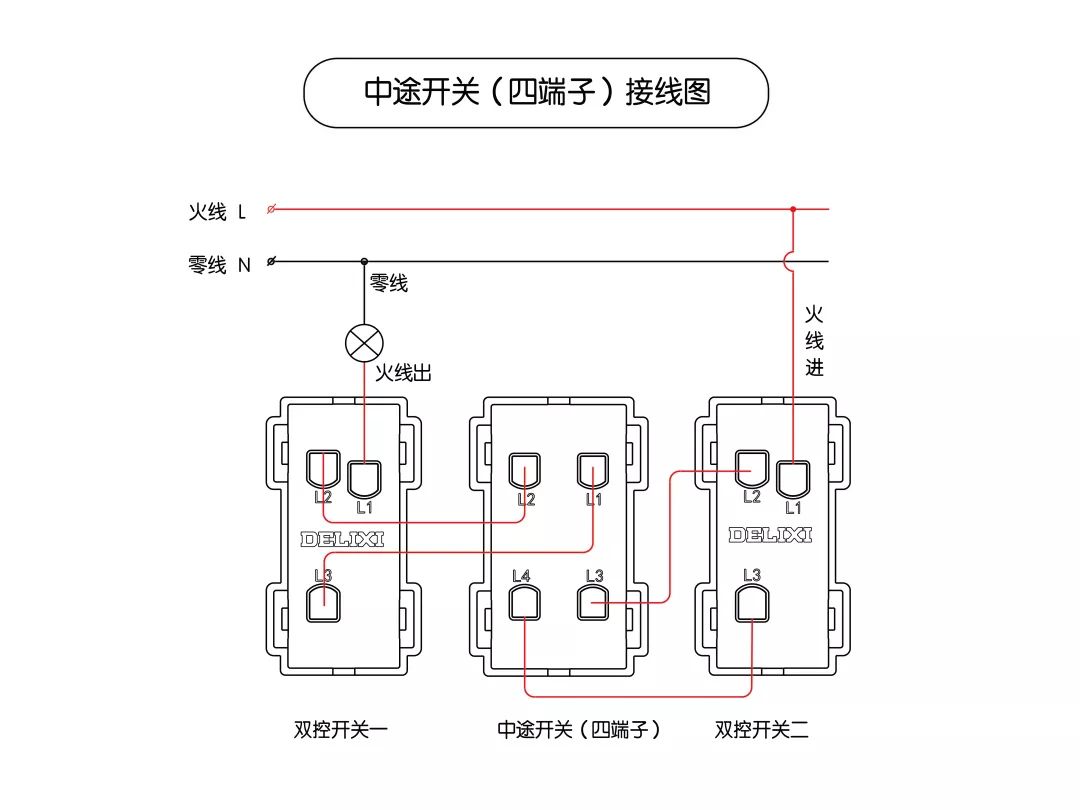 中途开关（四端子）接线图
火线 L
零线 N
零线
火线进
火线出
L2
L1
DELIXI
L3
L2
L1
L4
L3
L2
L1
DELIXI
L3
双控开关一
中途开关（四端子）
双控开关二